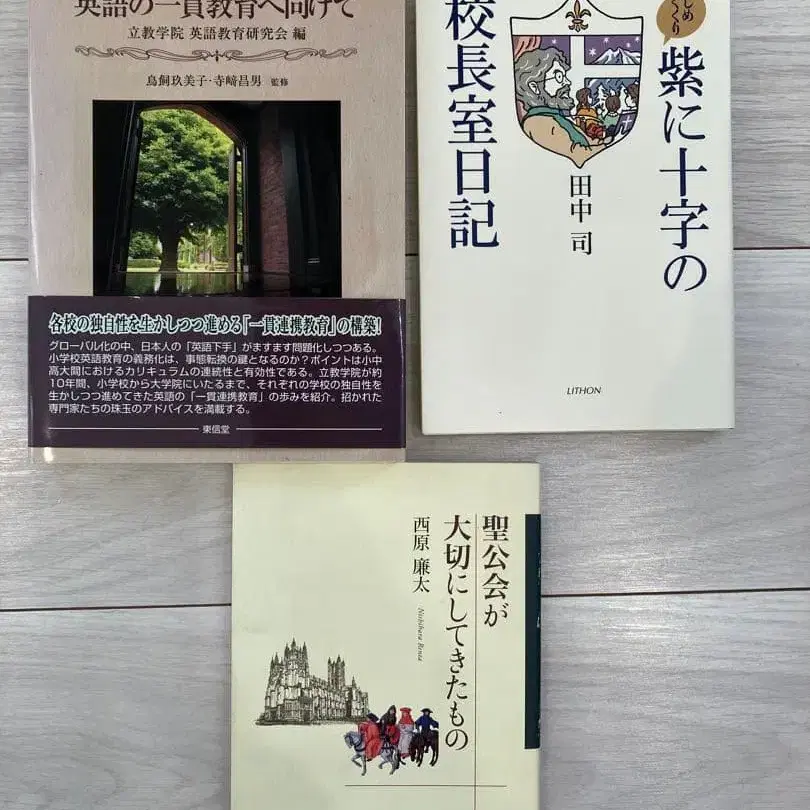 英語の一貫教育へ向けて
立教学院 英語教育研究会 編
鳥飼玖美子・寺﨑昌男 監修
各校の独自性を生かしつつ進める「一貫連携教育」の構築!
グローバル化の中、日本人の「英語下手」がますます問題化しつつある。
小学校英語教育の義務化は、事態転換の鍵となるのか?ポイントは小中
高大間におけるカリキュラムの連続性と有効性である。立教学院が約
10年間、小学校から大学院にいたるまで、それぞれの学校の独自性を
生かしつつ進めてきた英語の「一貫連携教育」の歩みを紹介。招かれた
専門家たちの珠玉のアドバイスを満載する。
東信堂
紫に十字の
校長室日記
田中 司
LITHON
聖公会が
大切にしてきたもの
西原 廉太
Nishihara Renta